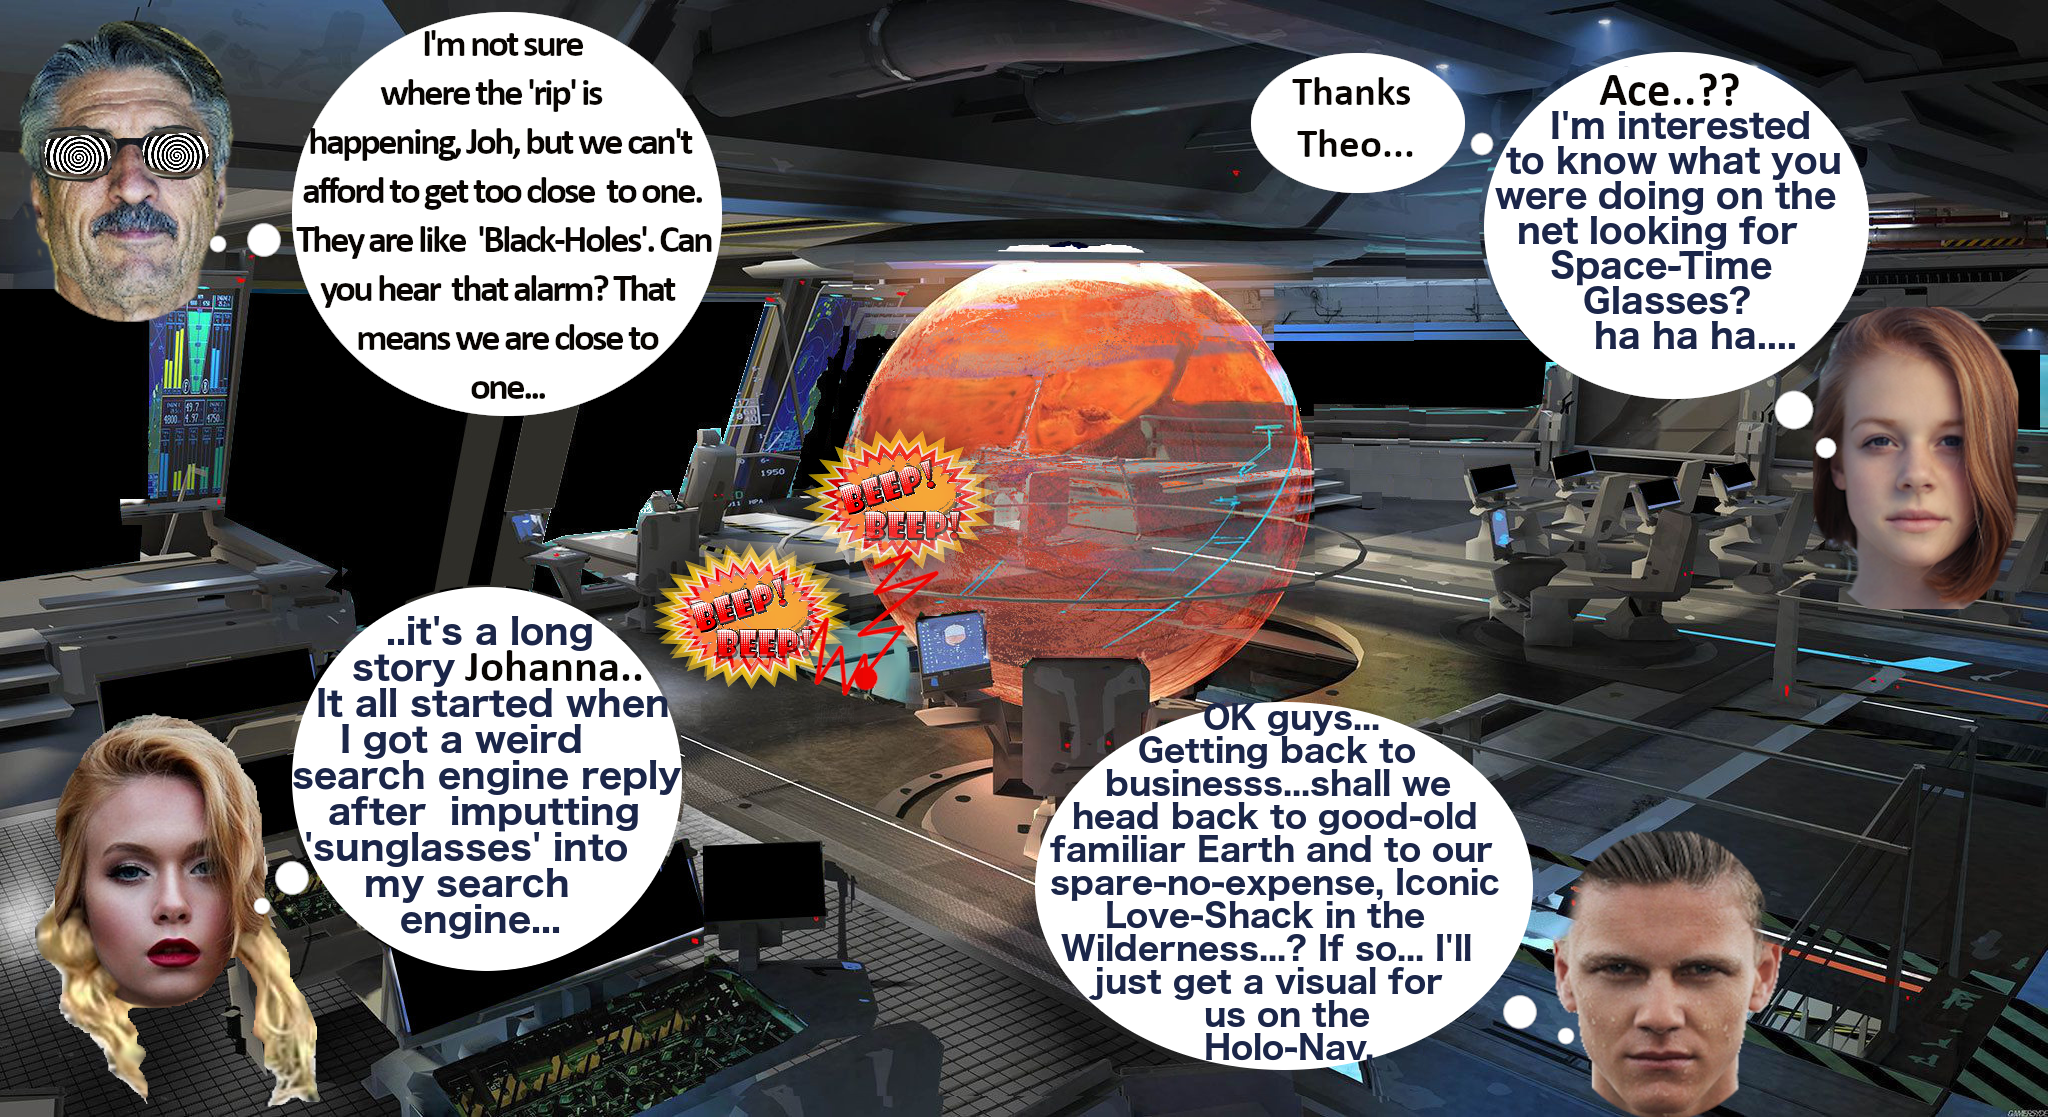 I'm not sure
where the 'rip' is
happening, Joh, but we can't
afford to get too close  to one.
They are like  'Black-Holes'. Can
you hear  that alarm? That
means we are close to
one...
Thanks
Theo...
Ace..??
I'm interested
to know what you
were doing on the
net looking for
Space-Time
Glasses?
ha ha ha....
BEEP!
BEEP!
BEEP!
BEEP!
1950
..it's a long
story Johanna..
It all started when
I got a weird
search engine reply
after  imputting
'sunglasses' into
my search
engine...
OK guys...
Getting back to
businesss...shall we
head back to good-old
familiar Earth and to our
spare-no-expense, Iconic
Love-Shack in the
Wilderness...? If so... I'll
just get a visual for
us on the
Holo-Nav.
GAMERSYDE